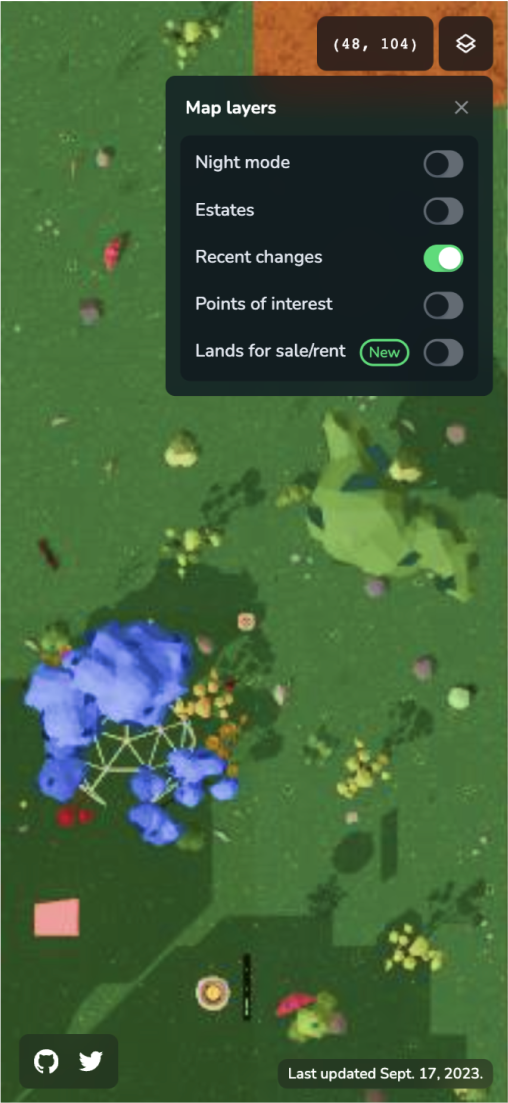 (48, 104)
Map layers
Night mode
Estates
Recent changes
Points of interest
Lands for sale/rent New
Last updated Sept. 17, 2023.